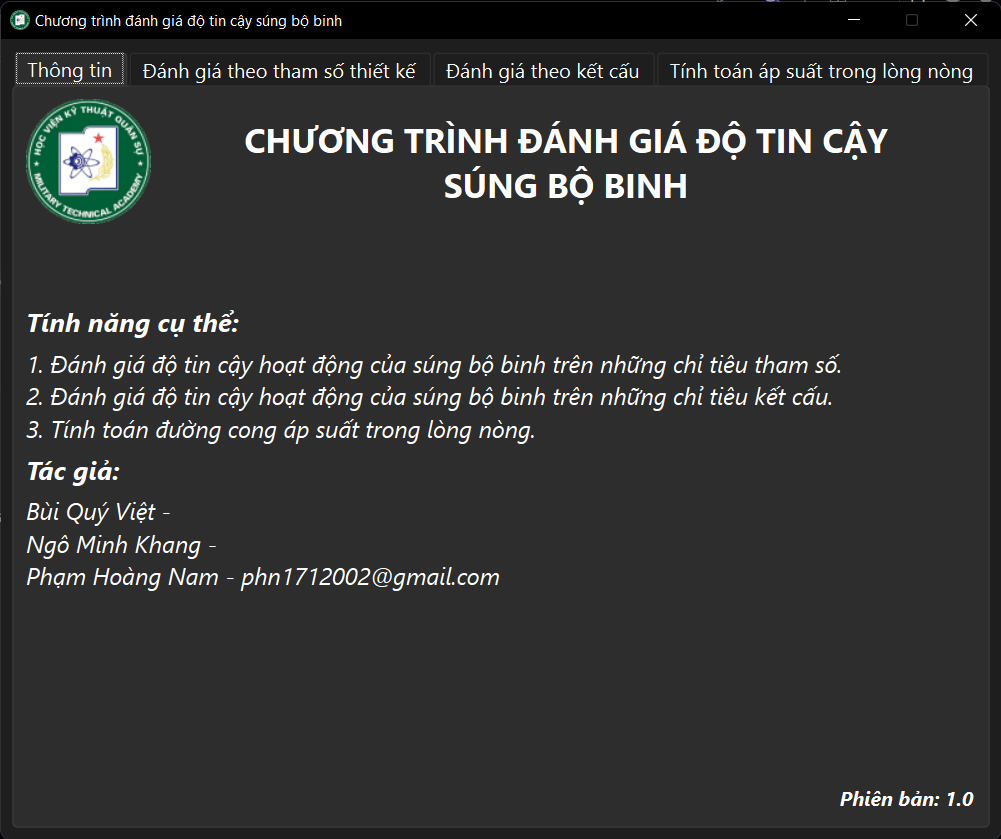 Chương trình đánh giá độ tin cậy súng bộ binh
Thông tin
Đánh giá theo tham số thiết kế
Đánh giá theo kết cấu
Tính toán áp suất trong lòng nòng
HỌC VIỆN KỸ THUẬT QUÂN SỰ
MILITARY TECHNICAL ACADEMY
CHƯƠNG TRÌNH ĐÁNH GIÁ ĐỘ TIN CẬY
SÚNG BỘ BINH
Tính năng cụ thể:
1. Đánh giá độ tin cậy hoạt động của súng bộ binh trên những chỉ tiêu tham số.
2. Đánh giá độ tin cậy hoạt động của súng bộ binh trên những chỉ tiêu kết cấu.
3. Tính toán đường cong áp suất trong lòng nòng.
Tác giả:
Bùi Quý Việt -
Ngô Minh Khang -
Phạm Hoàng Nam - phn1712002@gmail.com
Phiên bản: 1.0